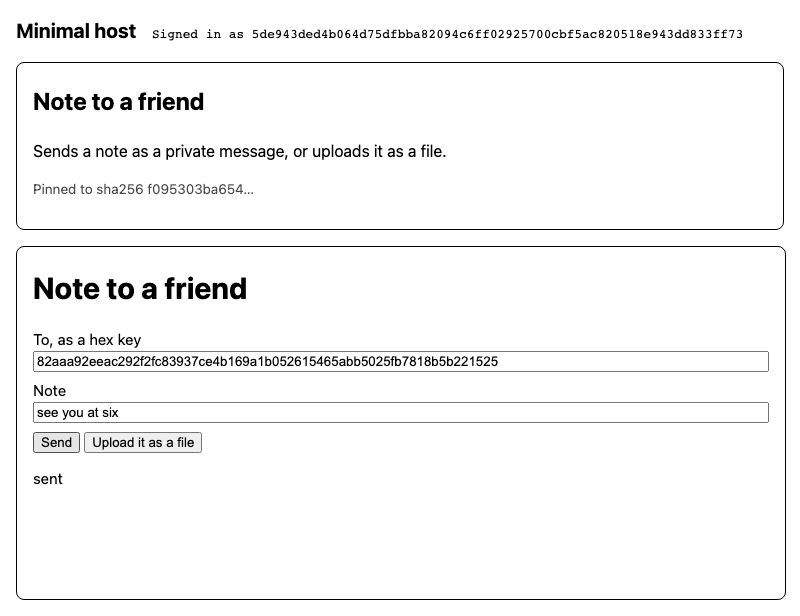 Minimal host Signed in as 5de943ded4b064d75dfbba82094c6ff02925700cbf5ac820518e943dd833ff73
Note to a friend
Sends a note as a private message, or uploads it as a file.
Pinned to sha256 f095303ba654…
Note to a friend
To, as a hex key
82aaa92eeac292f2fc83937ce4b169a1b052615465abb5025fb7818b5b221525
Note
see you at six
Send Upload it as a file
sent